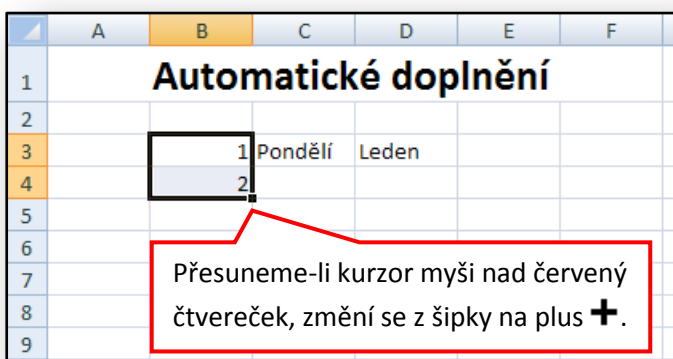 A B C D E F
1 Automatické doplnění
2
3 1 Pondělí Leden
4 2
5
6
7
8
9
Přesuneme-li kurzor myši nad červený
čtvereček, změní se z šipky na plus +.